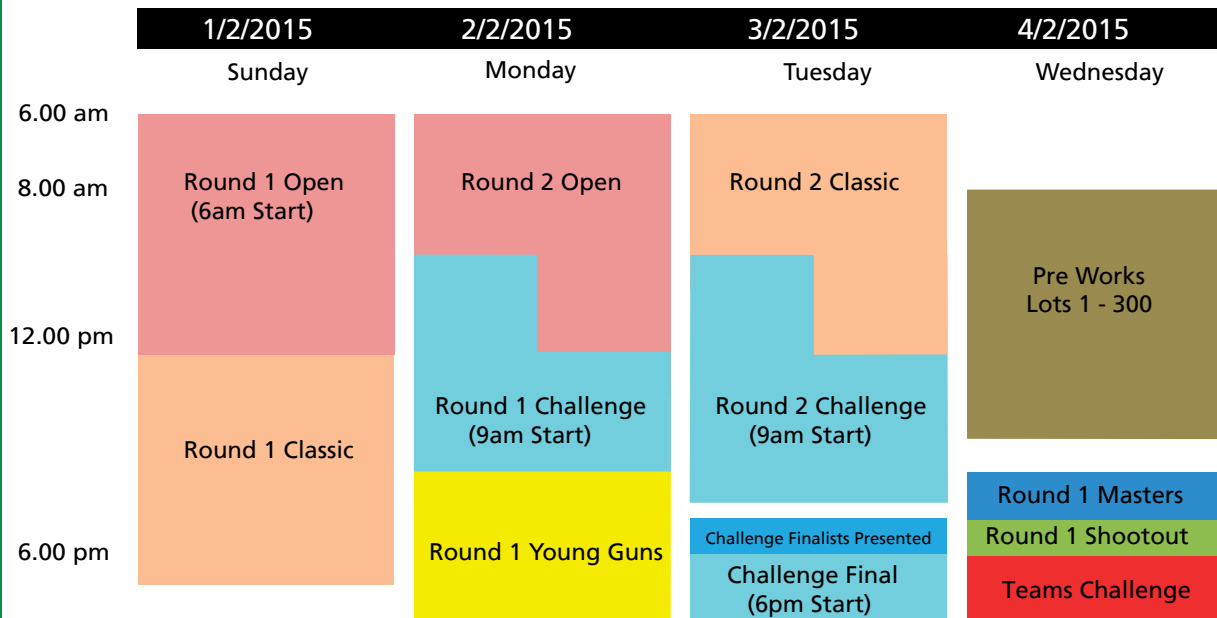 1/2/2015 2/2/2015 3/2/2015 4/2/2015
Sunday Monday Tuesday Wednesday
6.00 am
8.00 am
12.00 pm
6.00 pm
Round 1 Open
(6am Start)
Round 1 Classic
Round 2 Open
Round 1 Challenge
(9am Start)
Round 1 Young Guns
Round 2 Classic
Round 2 Challenge
(9am Start)
Challenge Finalists Presented
Challenge Final
(6pm Start)
Pre Works
Lots 1 - 300
Round 1 Masters
Round 1 Shootout
Teams Challenge